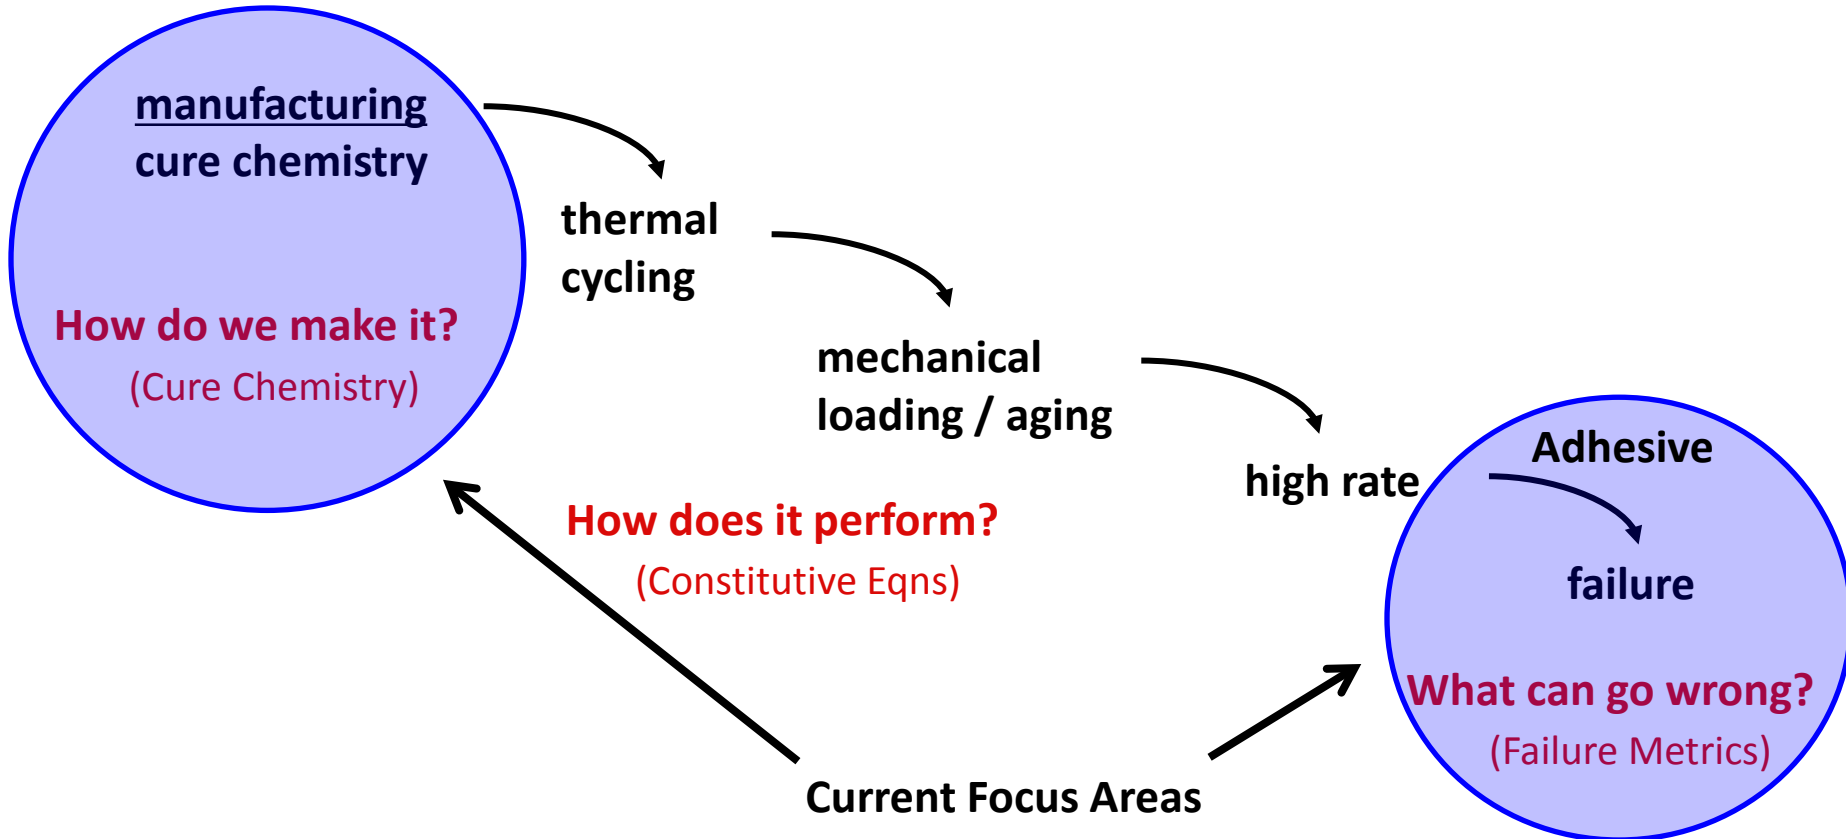 manufacturing
cure chemistry
How do we make it?
(Cure Chemistry)
thermal
cycling
mechanical
loading / aging
How does it perform?
(Constitutive Eqns)
high rate
Adhesive
failure
What can go wrong?
(Failure Metrics)
Current Focus Areas